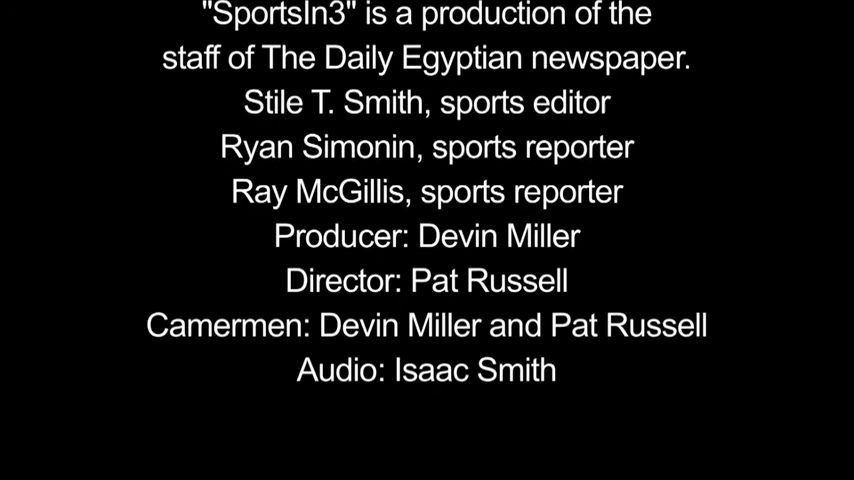 "SportsIn3" is a production of the
staff of The Daily Egyptian newspaper.
Stile T. Smith, sports editor
Ryan Simonin, sports reporter
Ray McGillis, sports reporter
Producer: Devin Miller
Director: Pat Russell
Camermen: Devin Miller and Pat Russell
Audio: Isaac Smith